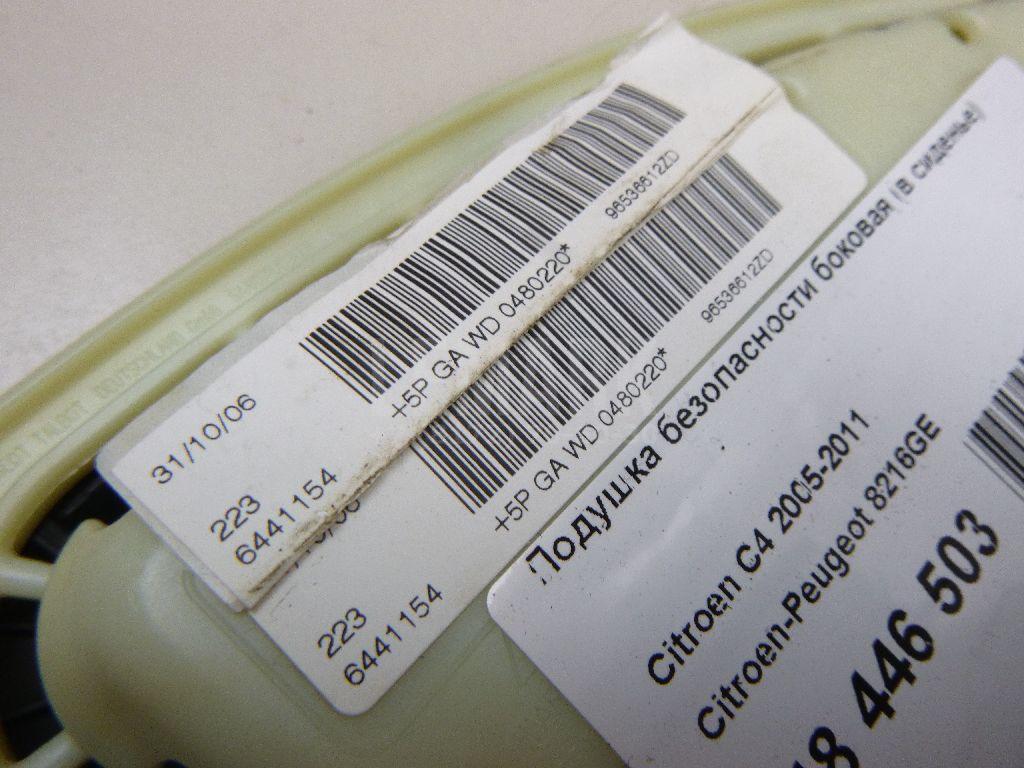 31/10/06
223
6441154
+5P GA WD 0480220*
96536612ZD
223
6441154
+5P GA WD 0480220*
96536612ZD
Подушка безопасности боковая (в сиденье)
Citroen C4 2005-2011
Citroen-Peugeot 8216GE
446 503